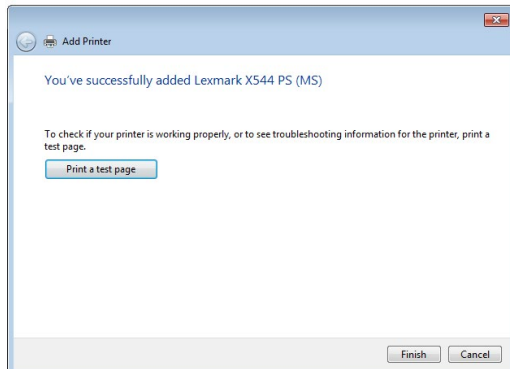 Add Printer
You've successfully added Lexmark X544 PS (MS)
To check if your printer is working properly, or to see troubleshooting information for the printer, print a
test page.
Print a test page
Finish Cancel